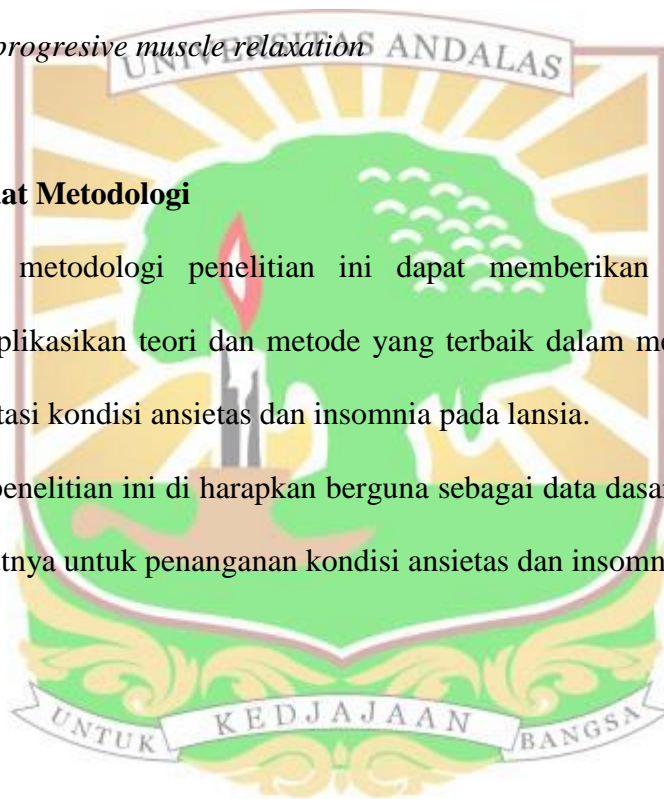 progresive muscle relaxation
UNIVERSITAS ANDALAS
at Metodologi
metodologi penelitian ini dapat memberikan
plikasikan teori dan metode yang terbaik dalam me
tasi kondisi ansietas dan insomnia pada lansia.
penelitian ini di harapkan berguna sebagai data dasar
tnya untuk penanganan kondisi ansietas dan insomn
UNTUK KEDJAJAAN BANGSA